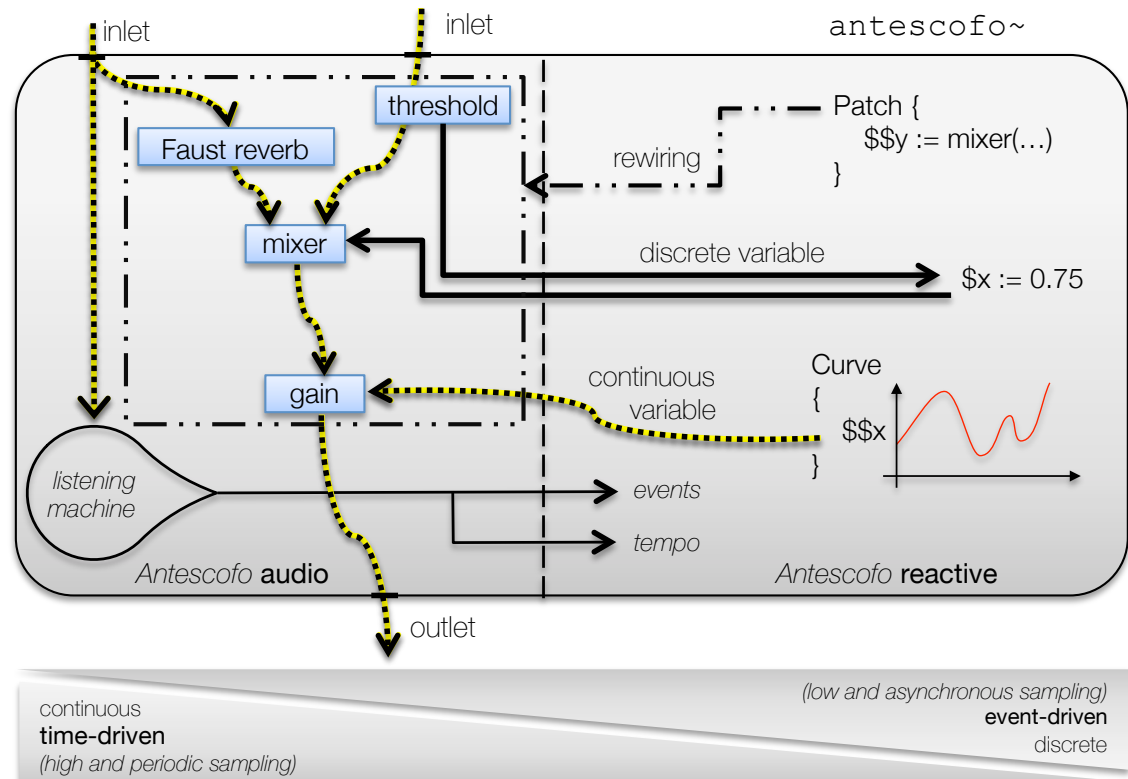 inlet
inlet
antescofo~
threshold
Patch {
$$y := mixer(…)
}
Faust reverb
rewiring
mixer
discrete variable
$x := 0.75
Curve
{
$$x
}
continuous
variable
gain
listening
machine
events
tempo
Antescofo audio
Antescofo reactive
outlet
(low and asynchronous sampling)
event-driven
discrete
continuous
time-driven
(high and periodic sampling)